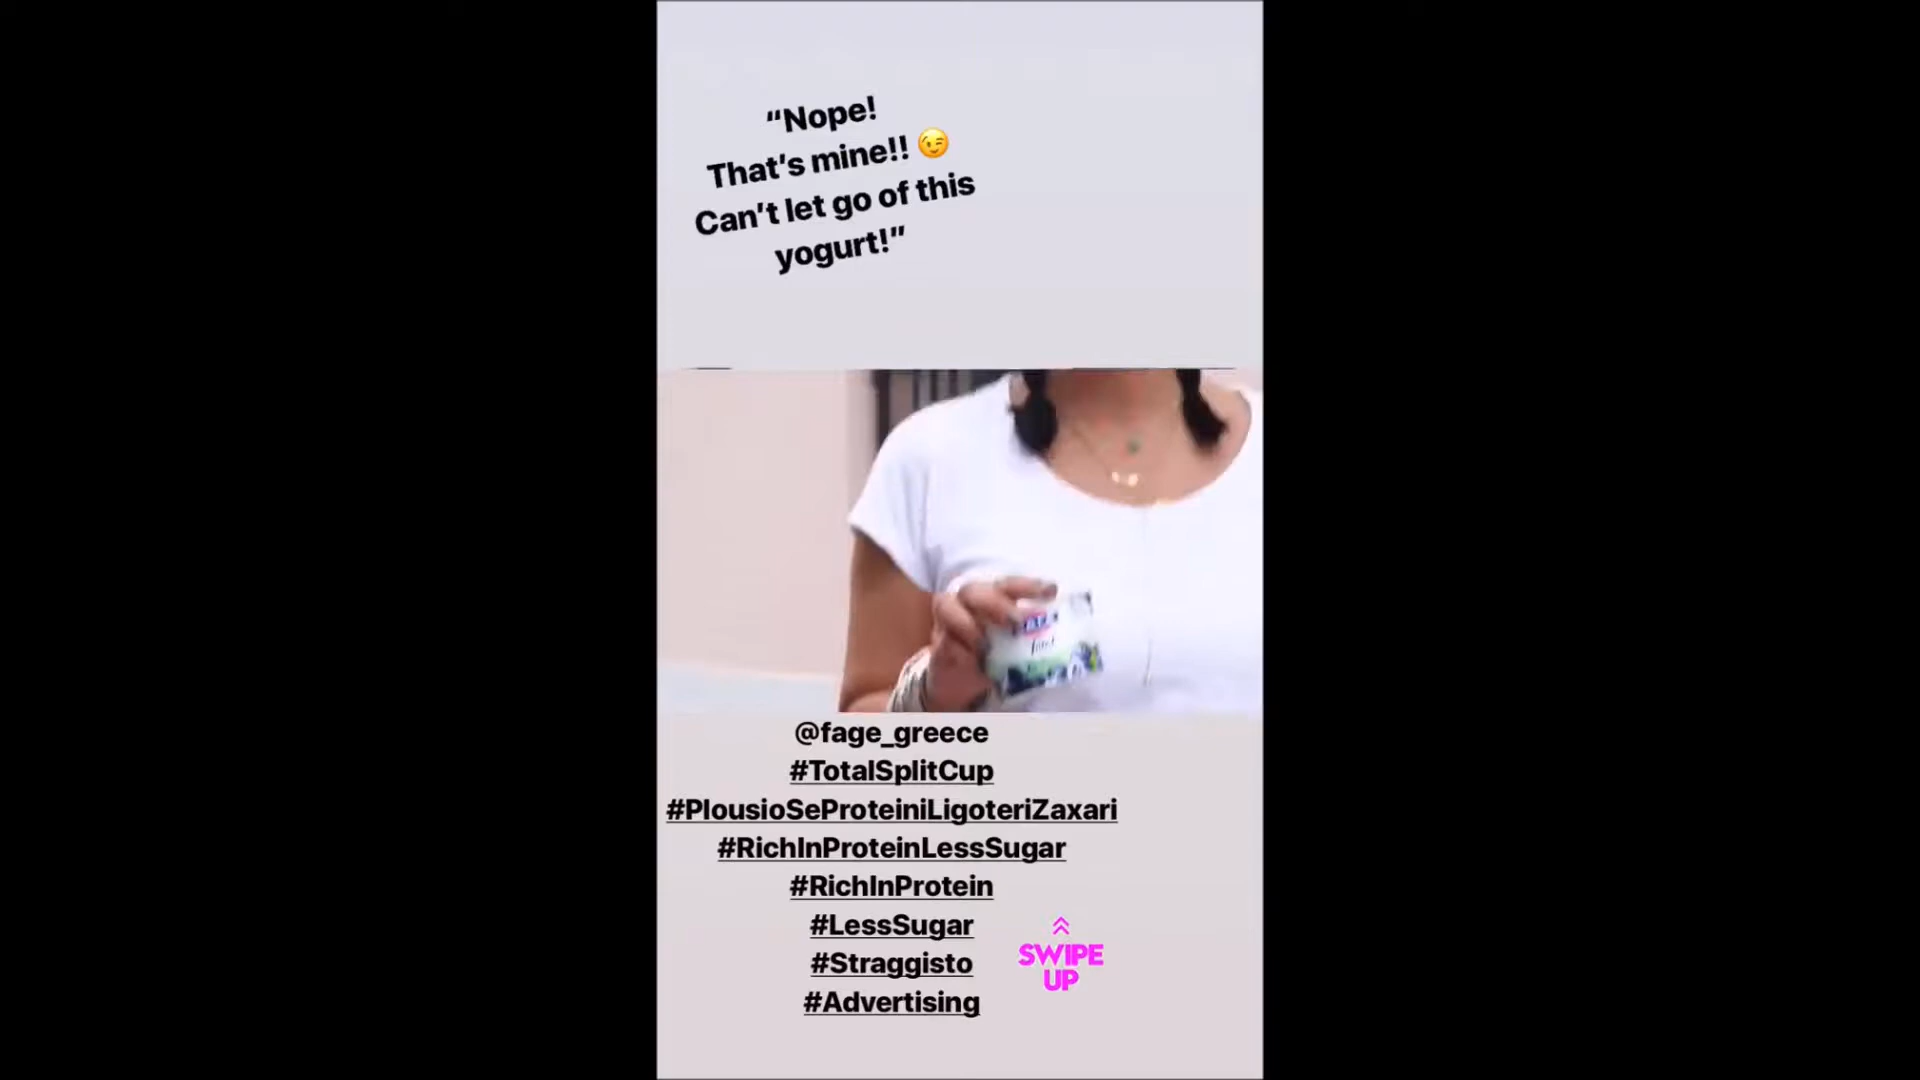 “Nope!
That’s mine!! 😉
Can’t let go of this
yogurt!”
@fage_greece
#TotalSplitCup
#PlousioSeProteiniLigoteriZaxari
#RichInProteinLessSugar
#RichInProtein
#LessSugar
#Straggisto
#Advertising
SWIPE
UP